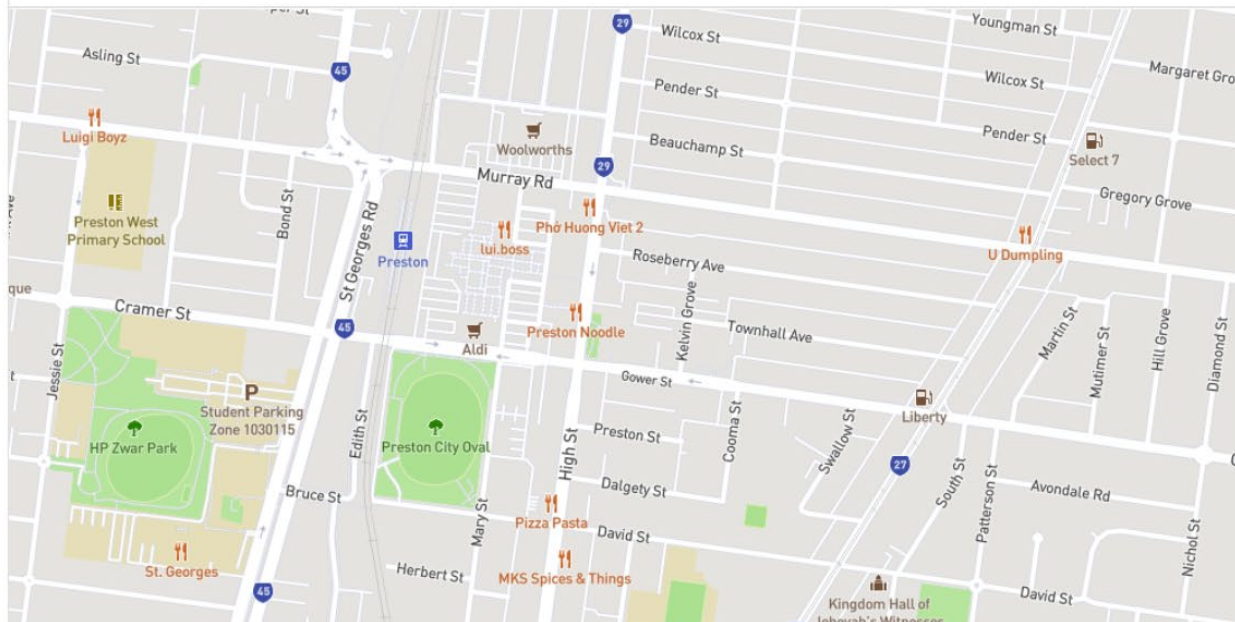 Youngman St
29
Wilcox St
Asling St
45
Wilcox St
Margaret Gro
Pender St
Luigi Boyz
Beauchamp St
Pender St
Woolworths
Select 7
29
Murray Rd
Gregory Grove
Bond St
Preston West
Primary School
Phở Huong Viet 2
lui.boss
U Dumpling
St Georges Rd
Preston
Roseberry Ave
Cramer St
Preston Noodle
Townhall Ave
Kelvin Grove
45
Aldi
Martin St
Mutimer St
Hill Grove
Diamond St
Jessie St
Gower St
P
Student Parking
Zone 1030115
Liberty
Edith St
HP Zwar Park
Preston City Oval
Preston St
Cooma St
Swallow St
27
High St
South St
Patterson St
Bruce St
Dalgety St
Avondale Rd
Mary St
Pizza Pasta
David St
Nichol St
St. Georges
Herbert St
MKS Spices & Things
45
Kingdom Hall of
Jehovah's Witnesses
David St